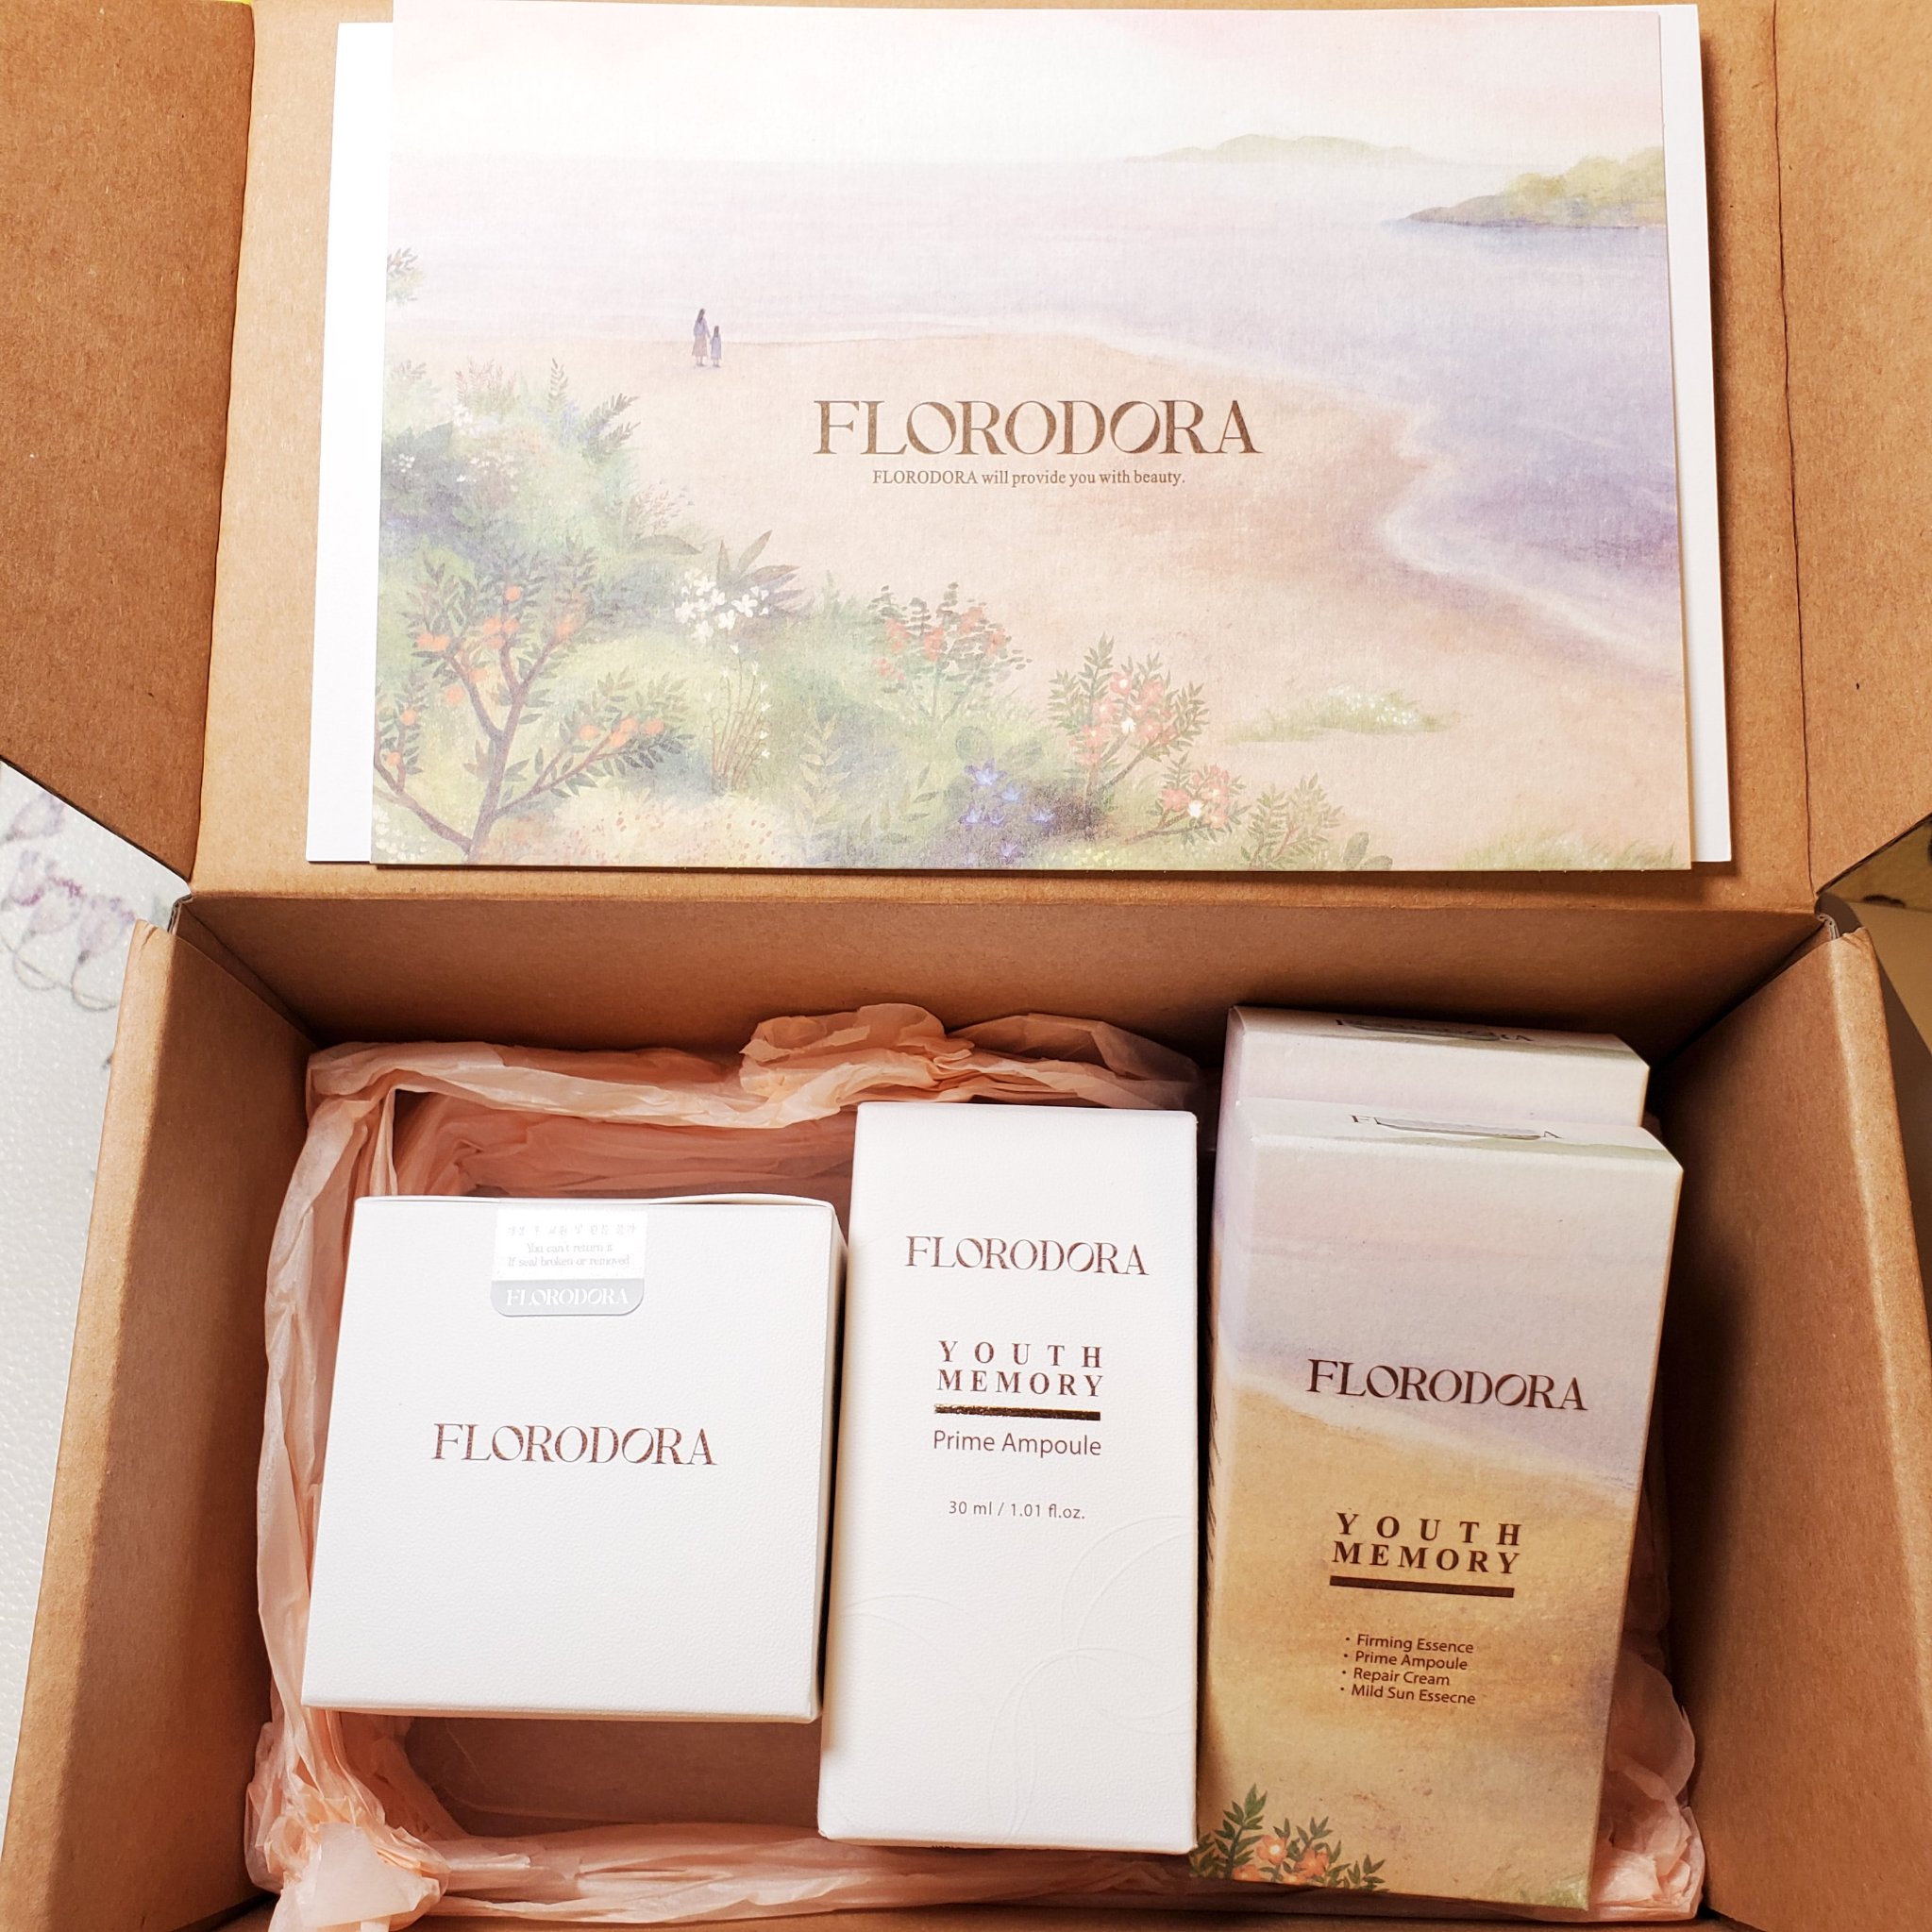 FLORODORA
FLORODORA will provide you with beauty.
You can't return it
If seal broken or removed
FLORODORA
FLORODORA
FLORODORA
YOUTH
MEMORY
Prime Ampoule
30 ml / 1.01 fl.oz.
FLORODORA
YOUTH
MEMORY
• Firming Essence
• Prime Ampoule
• Repair Cream
• Mild Sun Essecne